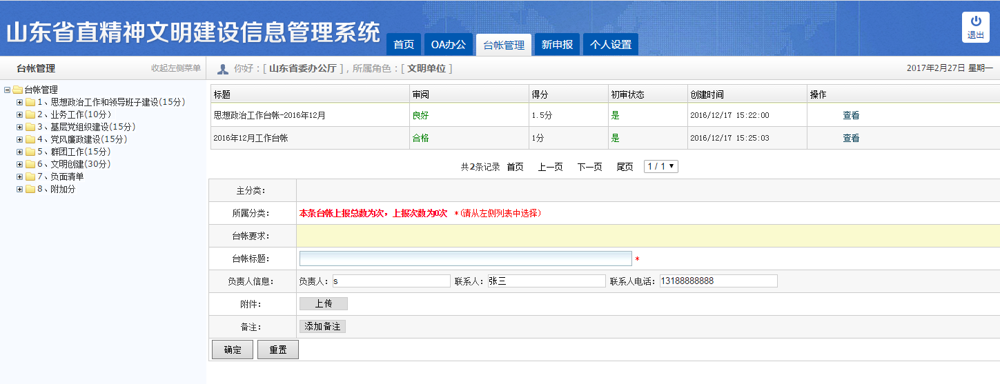 山东省直精神文明建设信息管理系统
首页 OA办公 台帐管理 新申报 个人设置
退出
台帐管理 收起左侧菜单
你好：[ 山东省委办公厅 ]，所属角色：[ 文明单位 ]
2017年2月27日 星期一
台帐管理
1、思想政治工作和领导班子建设(15分)
2、业务工作(10分)
3、基层党组织建设(15分)
4、党风廉政建设(15分)
5、群团工作(15分)
6、文明创建(30分)
7、负面清单
8、附加分
标题 审阅 得分 初审状态 创建时间 操作
思想政治工作台帐-2016年12月 良好 1.5分 是 2016/12/17 15:22:00 查看
2016年12月工作台帐 合格 1分 是 2016/12/17 15:25:03 查看
共2条记录 首页 上一页 下一页 尾页 1 / 1
主分类：
所属分类： 本条台帐上报总数为次，上报次数为0次 *(请从左侧列表中选择)
台帐要求：
台帐标题： *
负责人信息： 负责人：s 联系人：张三 联系人电话：13188888888
附件： 上传
备注： 添加备注
确定 重置